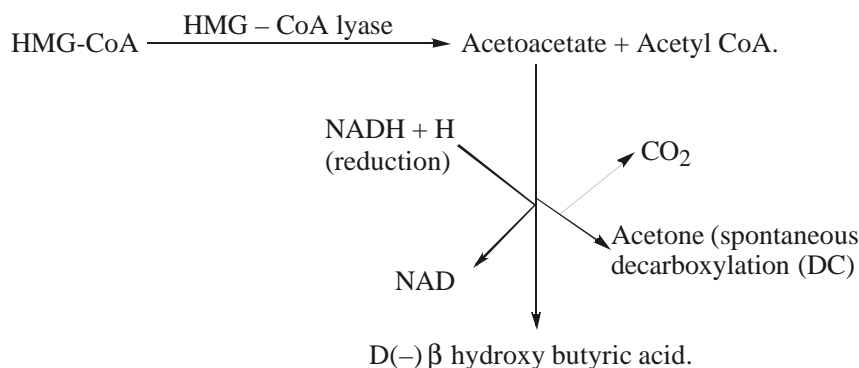 HMG-CoA
HMG – CoA lyase
Acetoacetate + Acetyl CoA.
NADH + H
(reduction)
CO2
Acetone (spontaneous
decarboxylation (DC)
NAD
D(–) β hydroxy butyric acid.